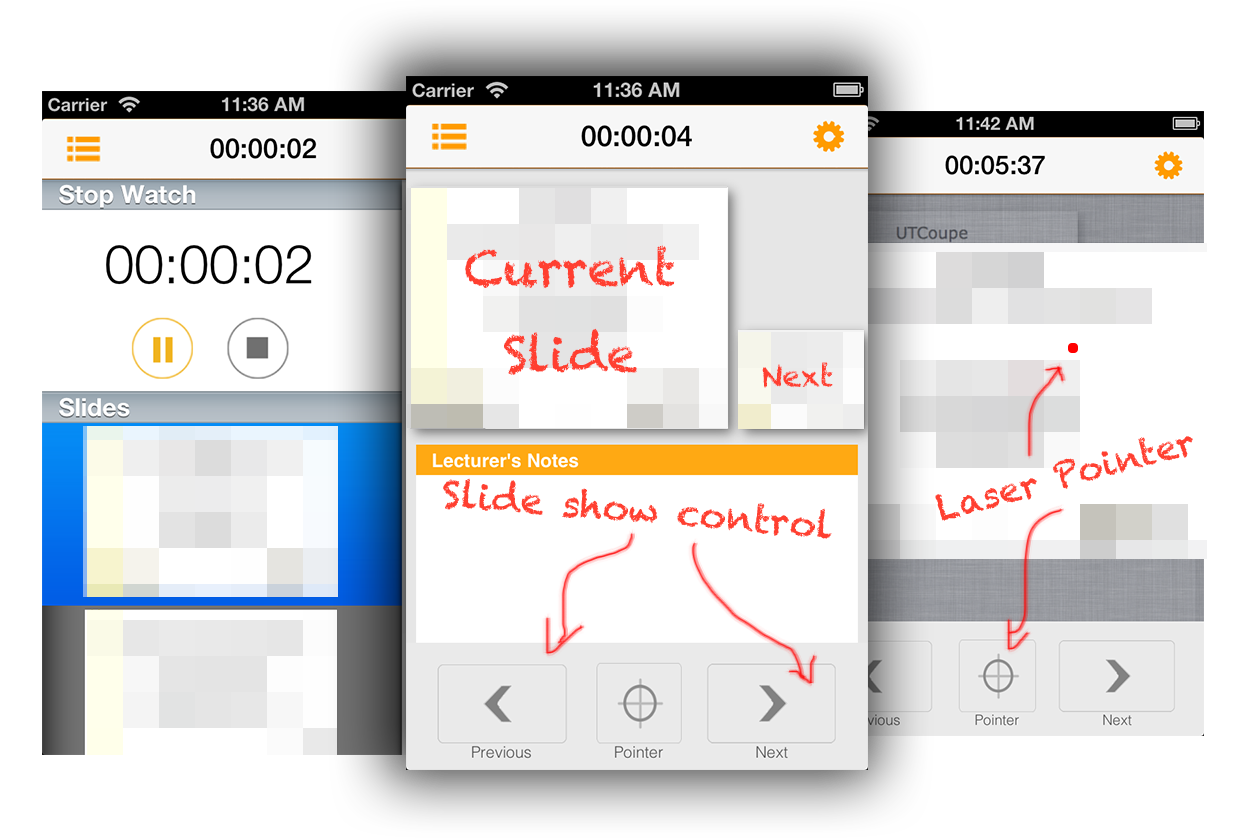 Carrier 11:36 AM
00:00:02
Stop Watch
00:00:02
Slides
Carrier 11:36 AM
00:00:04
Current
Slide
Next
Lecturer's Notes
Slide show control
Previous
Pointer
Next
11:42 AM
00:05:37
UTCoupe
Laser Pointer
vious
Pointer
Next